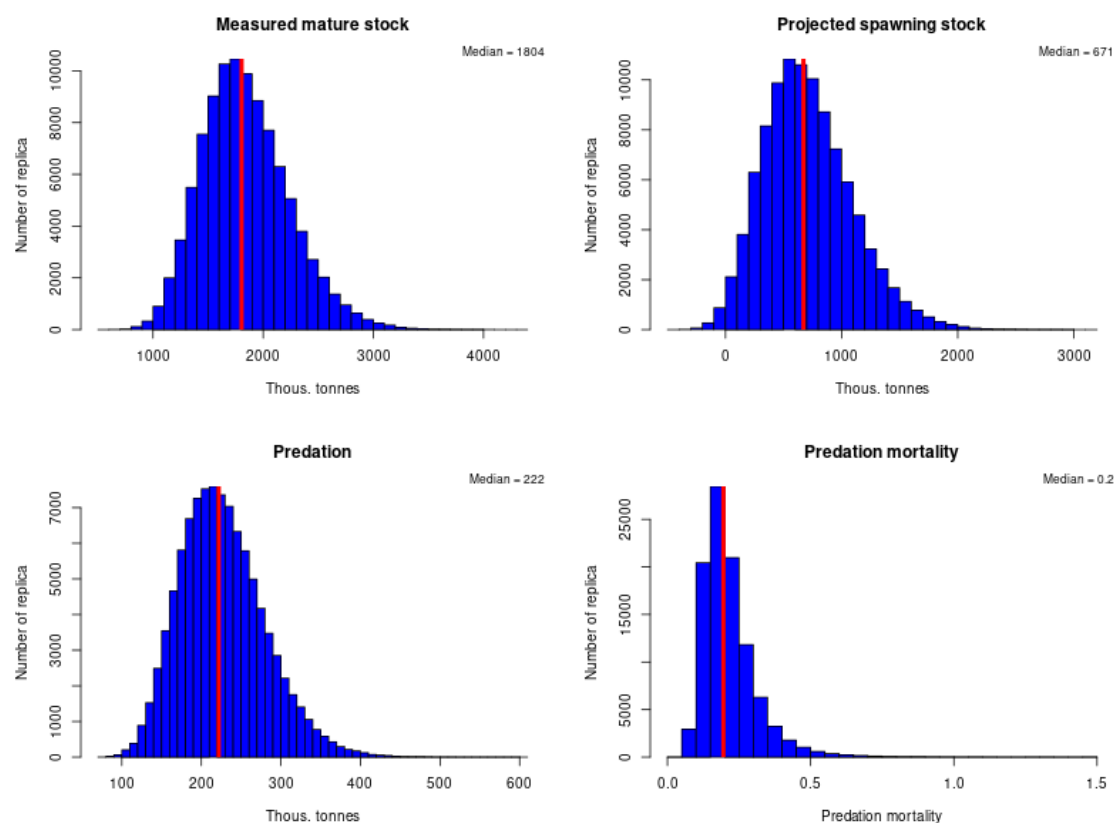 Measured mature stock
Median = 1804
Number of replica
10000
8000
6000
4000
2000
0
1000
2000
3000
4000
Thous. tonnes
Projected spawning stock
Median = 671
Number of replica
10000
8000
6000
4000
2000
0
0
1000
2000
3000
Thous. tonnes
Predation
Median = 222
Number of replica
7000
5000
3000
1000
0
100
200
300
400
500
600
Thous. tonnes
Predation mortality
Median = 0.2
Number of replica
25000
15000
5000
0
0.0
0.5
1.0
1.5
Predation mortality